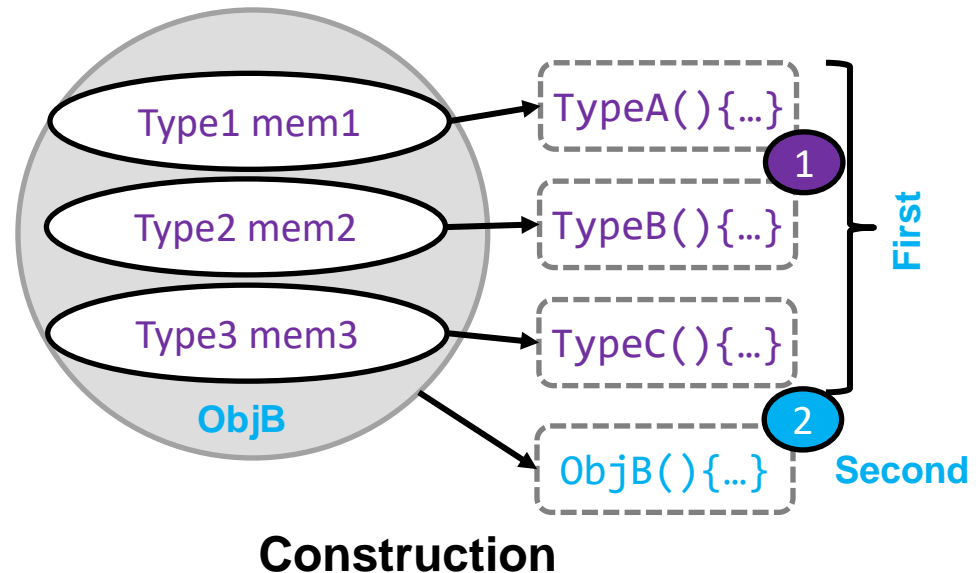 Type1 mem1
TypeA(){…}
1
Type2 mem2
TypeB(){…}
First
Type3 mem3
TypeC(){…}
ObjB
2
ObjB(){…}
Second
Construction